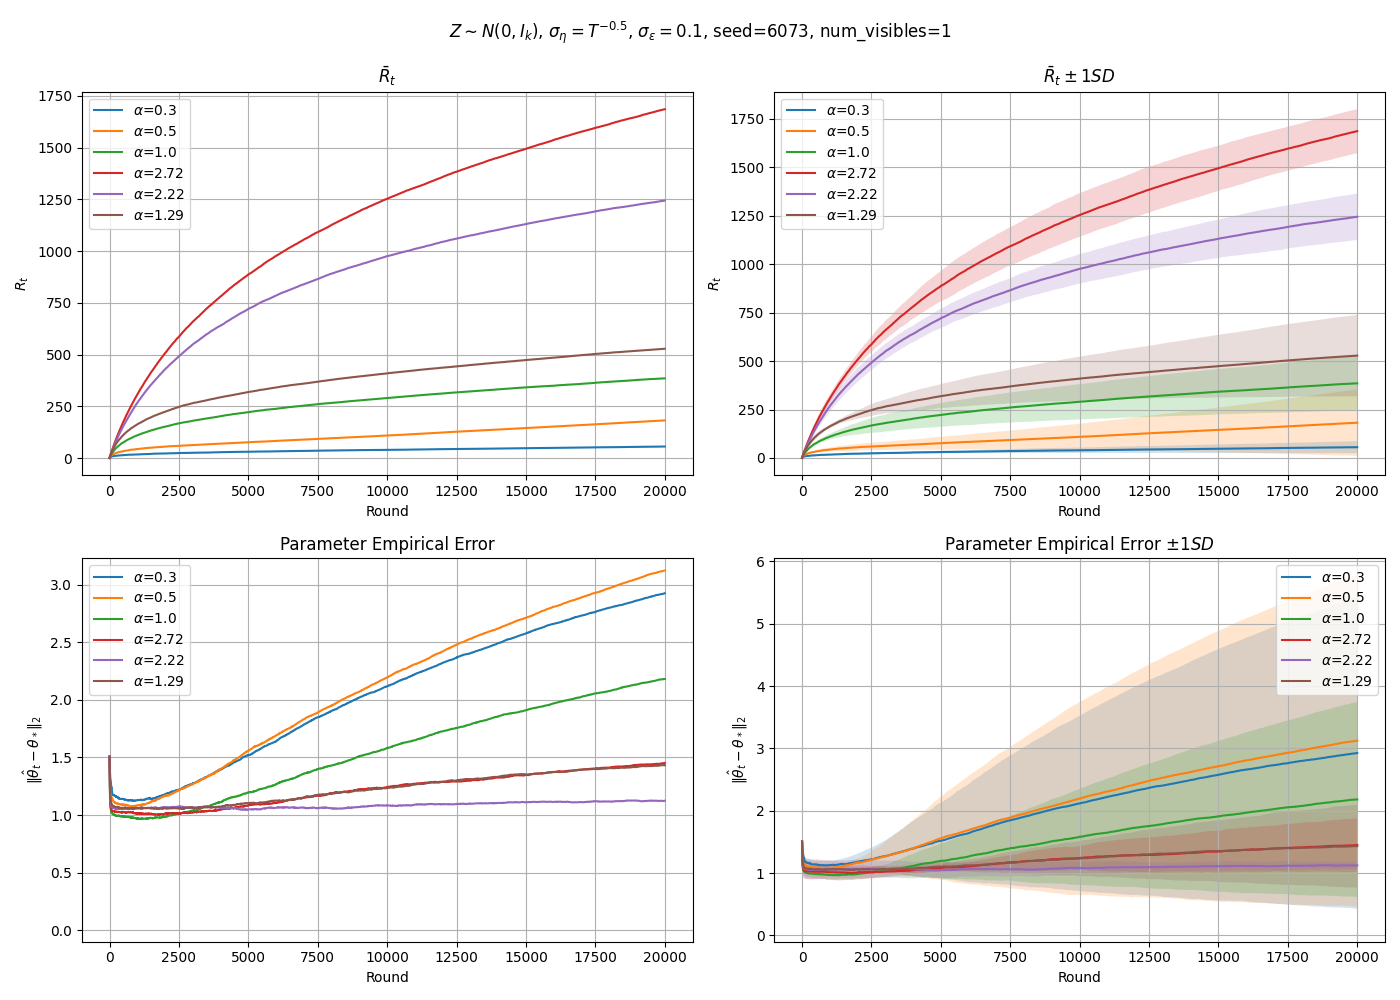 Z ∼ N(0, I_k), σ_η = T^{−0.5}, σ_ε = 0.1, seed=6073, num_visibles=1
R̄_t
1750
1500
1250
1000
750
500
250
0
R_t
α=0.3
α=0.5
α=1.0
α=2.72
α=2.22
α=1.29
0 2500 5000 7500 10000 12500 15000 17500 20000
Round
R̄_t ± 1SD
1750
1500
1250
1000
750
500
250
0
R_t
α=0.3
α=0.5
α=1.0
α=2.72
α=2.22
α=1.29
0 2500 5000 7500 10000 12500 15000 17500 20000
Round
Parameter Empirical Error
3.0
2.5
2.0
1.5
1.0
0.5
0.0
‖θ̂_t − θ_*‖_2
α=0.3
α=0.5
α=1.0
α=2.72
α=2.22
α=1.29
0 2500 5000 7500 10000 12500 15000 17500 20000
Round
Parameter Empirical Error ±1SD
6
5
4
3
2
1
0
‖θ̂_t − θ_*‖_2
α=0.3
α=0.5
α=1.0
α=2.72
α=2.22
α=1.29
0 2500 5000 7500 10000 12500 15000 17500 20000
Round